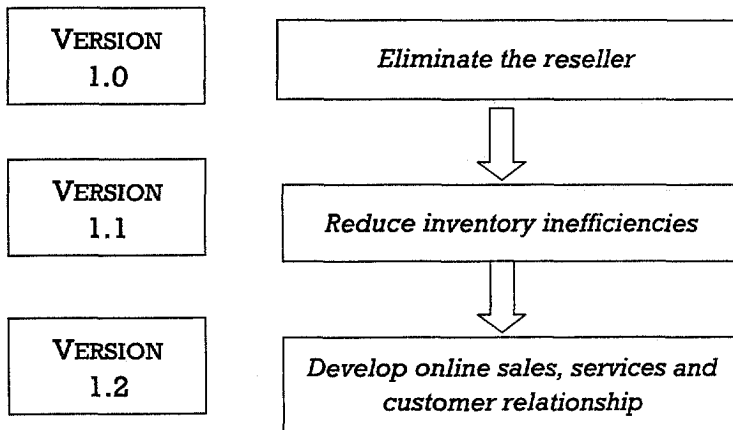 VERSION
1.0
Eliminate the reseller
VERSION
1.1
Reduce inventory inefficiencies
VERSION
1.2
Develop online sales, services and
customer relationship